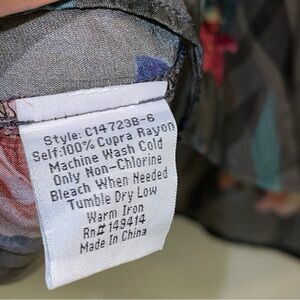 Style: C14723B-6
Self:100% Cupra Rayon
Machine Wash Cold
Only Non-Chlorine
Bleach When Needed
Tumble Dry Low
Warm Iron
Rn# 149414
Made In China